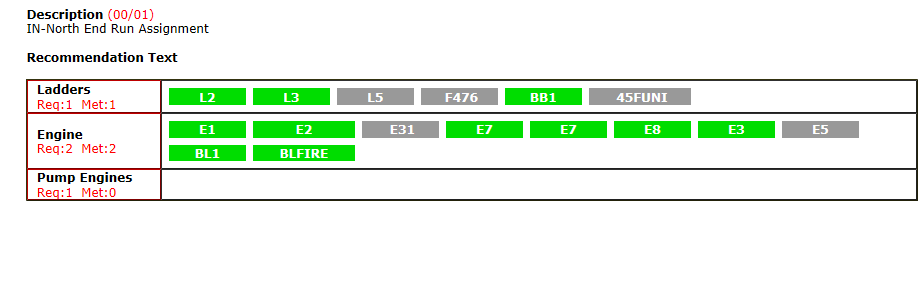 Description (00/01)
IN-North End Run Assignment
Recommendation Text
Ladders
Req:1 Met:1
L2 L3 L5 F476 BB1 45FUNI
Engine
Req:2 Met:2
E1 E2 E31 E7 E7 E8 E3 E5
BL1 BLFIRE
Pump Engines
Req:1 Met:0